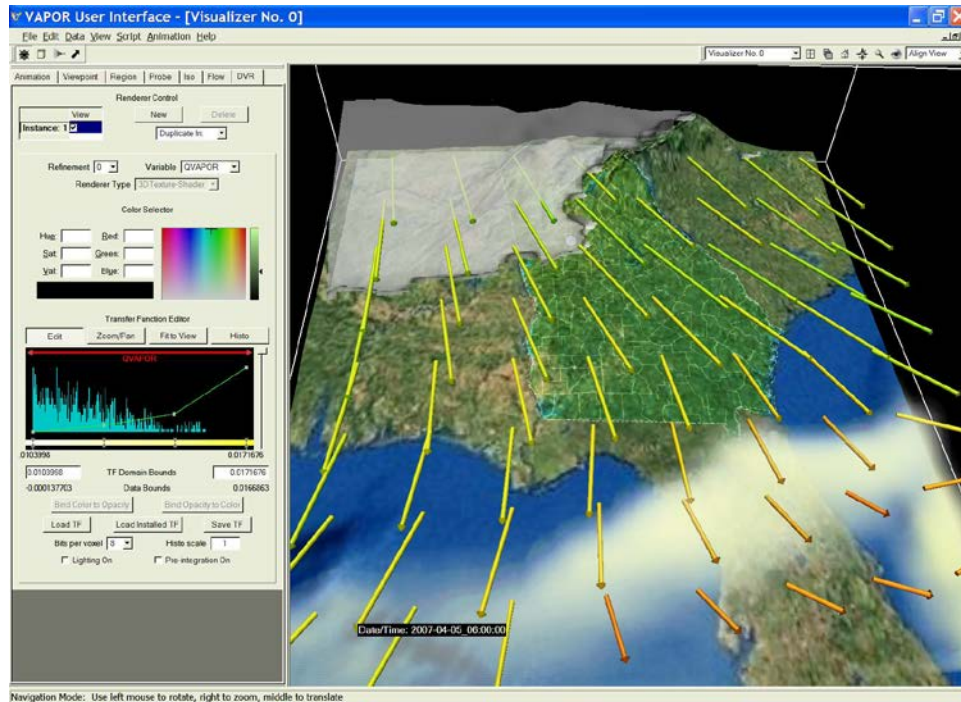 VAPOR User Interface - [Visualizer No. 0]
File Edit Data View Script Animation Help
Visualizer No. 0
Align View
Animation Viewpoint Region Probe Iso Flow DVR
Renderer Control
View New Delete
Instance: 1
Duplicate In:
Refinement 0 Variable QVAPOR
Renderer Type 3DTexture-Shader
Color Selector
Hue: Red:
Sat: Green:
Val: Blue:
Transfer Function Editor
Edit Zoom/Pan Fit to View Histo
QVAPOR
.0103998 0.0171676
0.0103998 TF Domain Bounds 0.0171676
-0.000137703 Data Bounds 0.0166863
Bind Color to Opacity Bind Opacity to Color
Load TF Load Installed TF Save TF
Bits per voxel 8 Histo scale 1
Lighting On Pre-integration On
Date/Time: 2007-04-05_06:00:00
Navigation Mode: Use left mouse to rotate, right to zoom, middle to translate